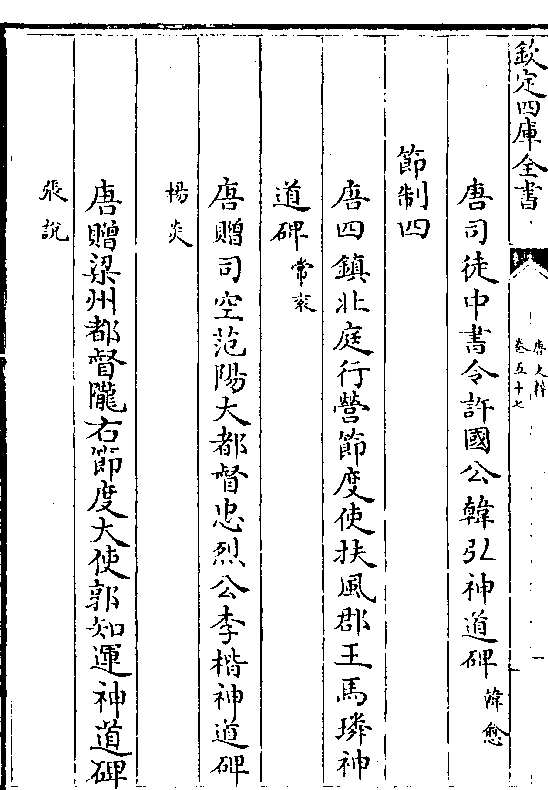 欽定四庫全書
唐文粹
卷五十七
一
唐司徒中書令許國公韓弘神道碑韓愈
節制四
唐四鎮北庭行營節度使扶風郡王馬璘神
道碑常袞
唐贈司空范陽大都督忠烈公李楷神道碑
楊炎
唐贈梁州都督隴右節度大使郭知運神道碑
張說